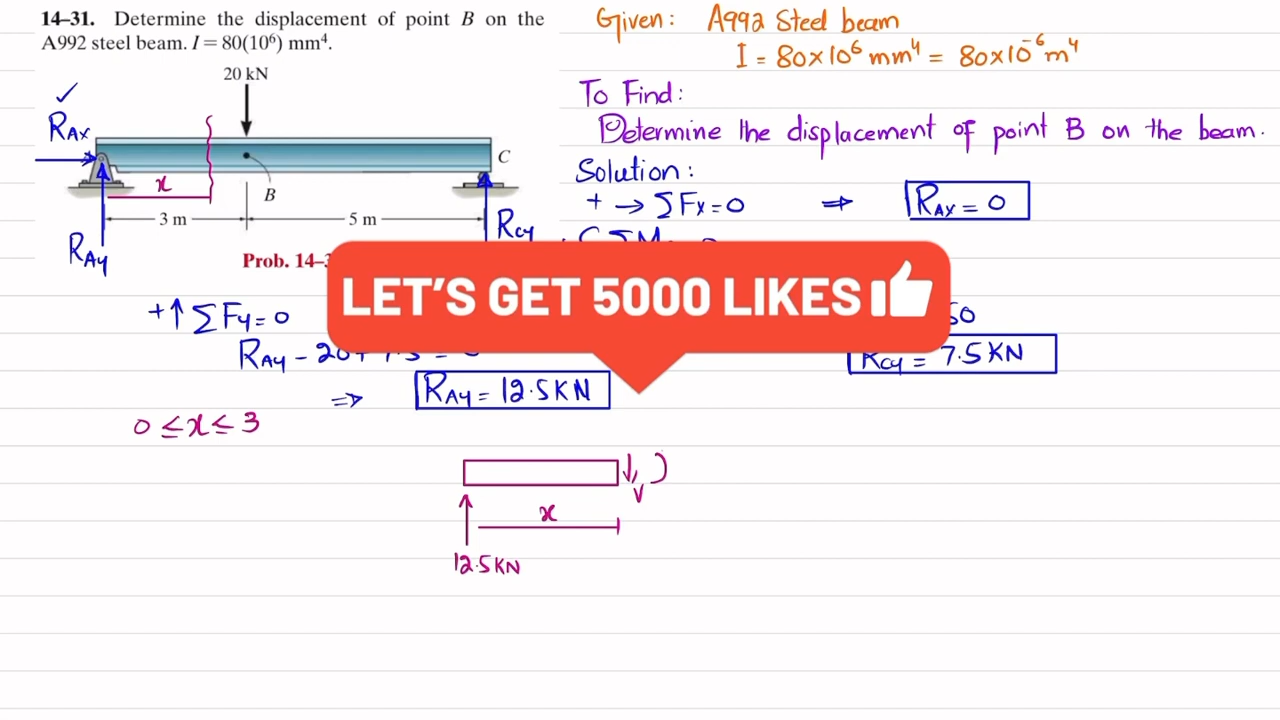 14–31. Determine the displacement of point B on the
A992 steel beam. I = 80(10⁶) mm⁴.
20 kN
RAx
x
B
C
3 m
5 m
RAy
RCy
Prob. 14–3
Given: A992 Steel beam
I = 80×10⁶ mm⁴ = 80×10⁻⁶ m⁴
To Find:
Determine the displacement of point B on the beam.
Solution:
+ → ΣFx=0 ⇒ RAx = 0
LET'S GET 5000 LIKES
+↑ ΣFy=0
RAy - 20+
RCy = 7.5 KN
⇒ RAy = 12.5 KN
0 ≤ x ≤ 3
V
x
12.5 KN